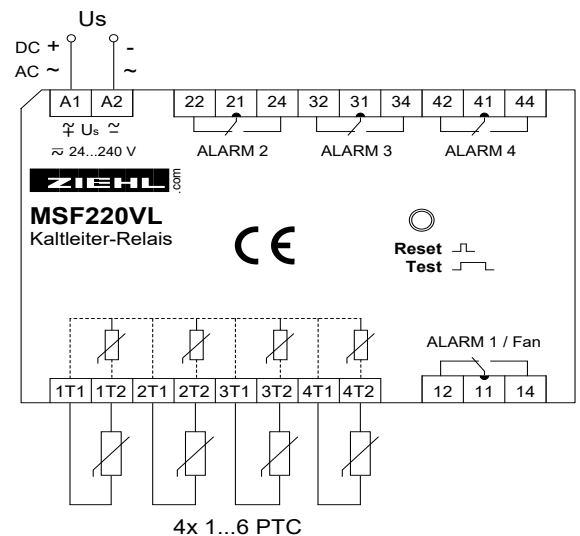 Us
DC + -
AC ~ ~
A1 A2 22 21 24 32 31 34 42 41 44
≂ Us ≃
≂ 24...240 V
ALARM 2 ALARM 3 ALARM 4
ZIEHL.com
MSF220VL
Kaltleiter-Relais
CE
Reset
Test
ALARM 1 / Fan
1T1 1T2 2T1 2T2 3T1 3T2 4T1 4T2 12 11 14
4x 1...6 PTC